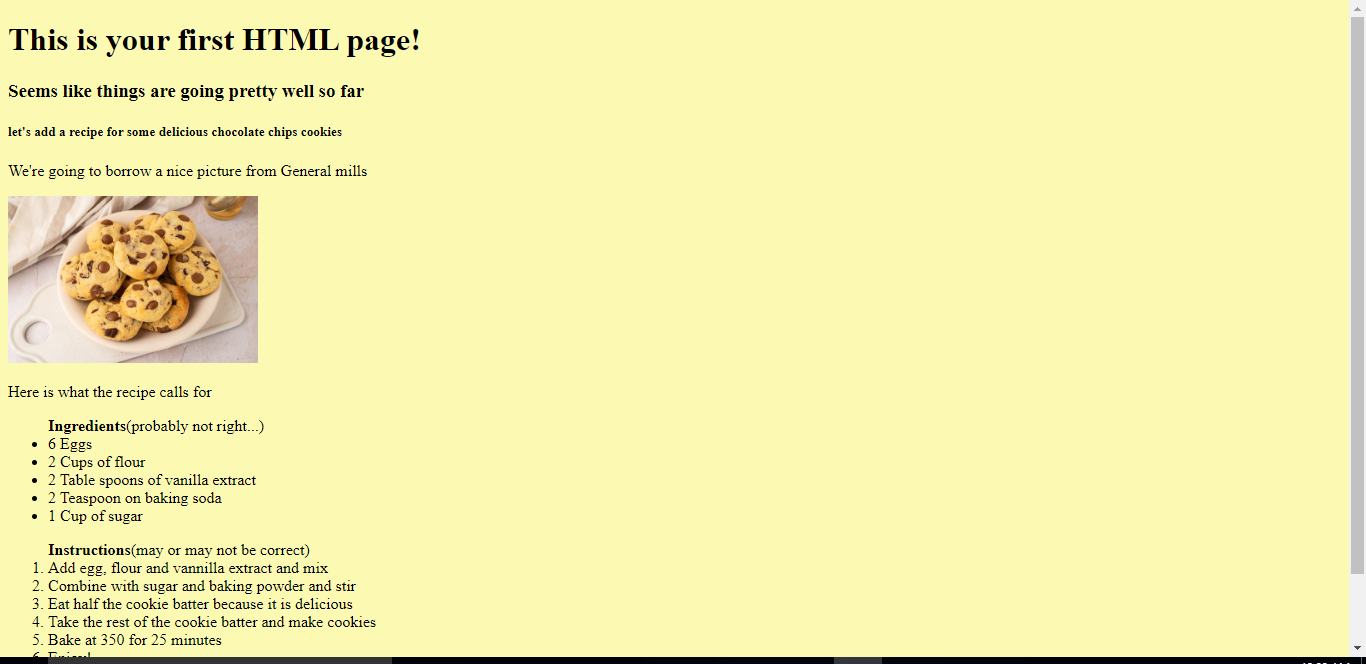 This is your first HTML page!
Seems like things are going pretty well so far
let's add a recipe for some delicious chocolate chips cookies
We're going to borrow a nice picture from General mills
Here is what the recipe calls for
Ingredients(probably not right...)
• 6 Eggs
• 2 Cups of flour
• 2 Table spoons of vanilla extract
• 2 Teaspoon on baking soda
• 1 Cup of sugar
Instructions(may or may not be correct)
1. Add egg, flour and vannilla extract and mix
2. Combine with sugar and baking powder and stir
3. Eat half the cookie batter because it is delicious
4. Take the rest of the cookie batter and make cookies
5. Bake at 350 for 25 minutes